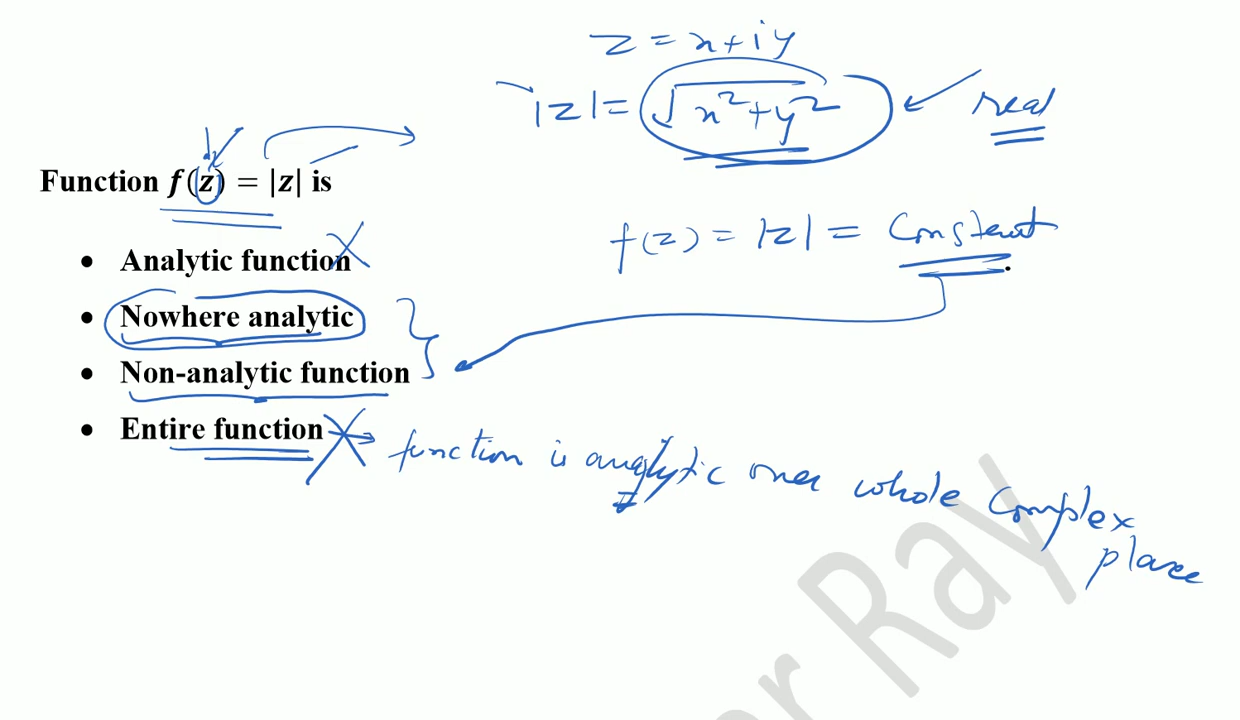 z = x+iy
|z| = √x²+y² real
Function f(z) = |z| is
f(z) = |z| = Constant.
• Analytic function
• Nowhere analytic
• Non-analytic function
• Entire function → function is analytic over whole Complex
plane
Ray